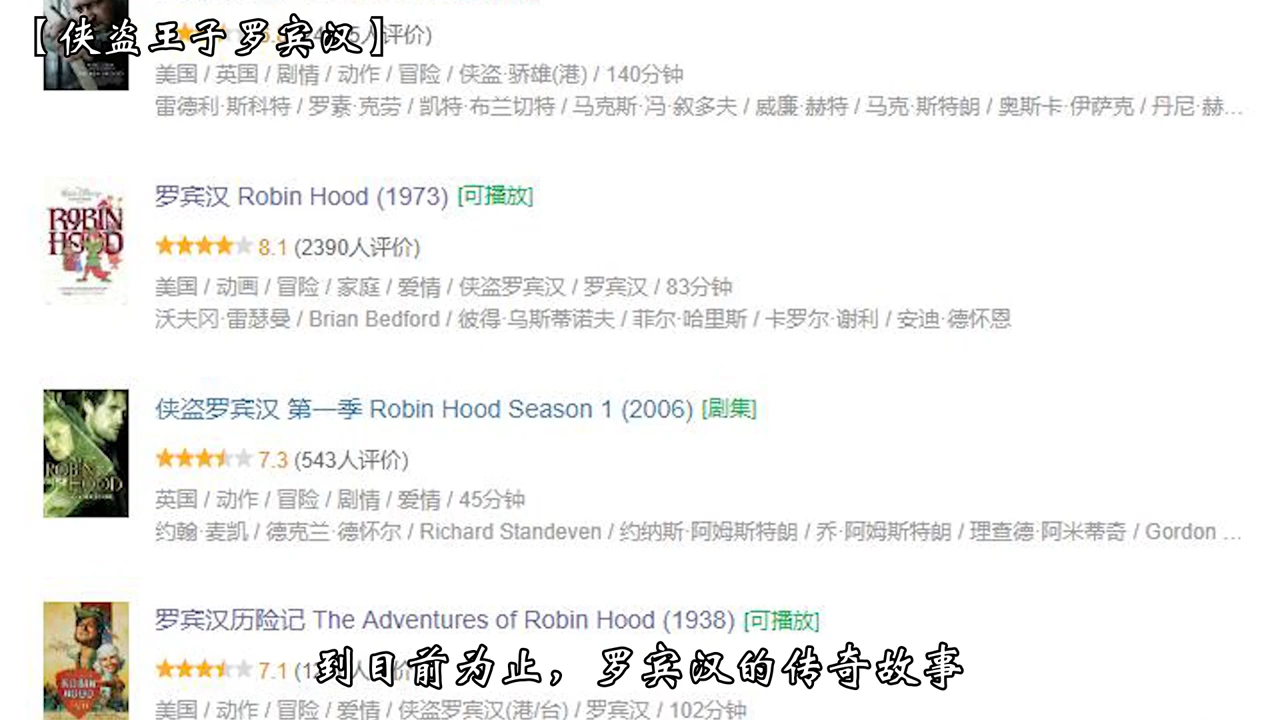 【侠盗王子罗宾汉】
人评价)
美国 / 英国 / 剧情 / 动作 / 冒险 / 侠盗·骄雄(港) / 140分钟
雷德利·斯科特 / 罗素·克劳 / 凯特·布兰切特 / 马克斯·冯·叙多夫 / 威廉·赫特 / 马克·斯特朗 / 奥斯卡·伊萨克 / 丹尼·赫...
Walt Disney
ROBIN
HOOD
罗宾汉 Robin Hood (1973) [可播放]
8.1 (2390人评价)
美国 / 动画 / 冒险 / 家庭 / 爱情 / 侠盗罗宾汉 / 罗宾汉 / 83分钟
沃夫冈·雷瑟曼 / Brian Bedford / 彼得·乌斯蒂诺夫 / 菲尔·哈里斯 / 卡罗尔·谢利 / 安迪·德怀恩
ROBIN
HOOD
侠盗罗宾汉 第一季 Robin Hood Season 1 (2006) [剧集]
7.3 (543人评价)
英国 / 动作 / 冒险 / 剧情 / 爱情 / 45分钟
约翰·麦凯 / 德克兰·德怀尔 / Richard Standeven / 约纳斯·阿姆斯特朗 / 乔·阿姆斯特朗 / 理查德·阿米蒂奇 / Gordon ...
ROBIN
HOOD
罗宾汉历险记 The Adventures of Robin Hood (1938) [可播放]
7.1
到目前为止，罗宾汉的传奇故事
美国 / 动作 / 冒险 / 爱情 / 侠盗罗宾汉(港/台) / 罗宾汉 / 102分钟